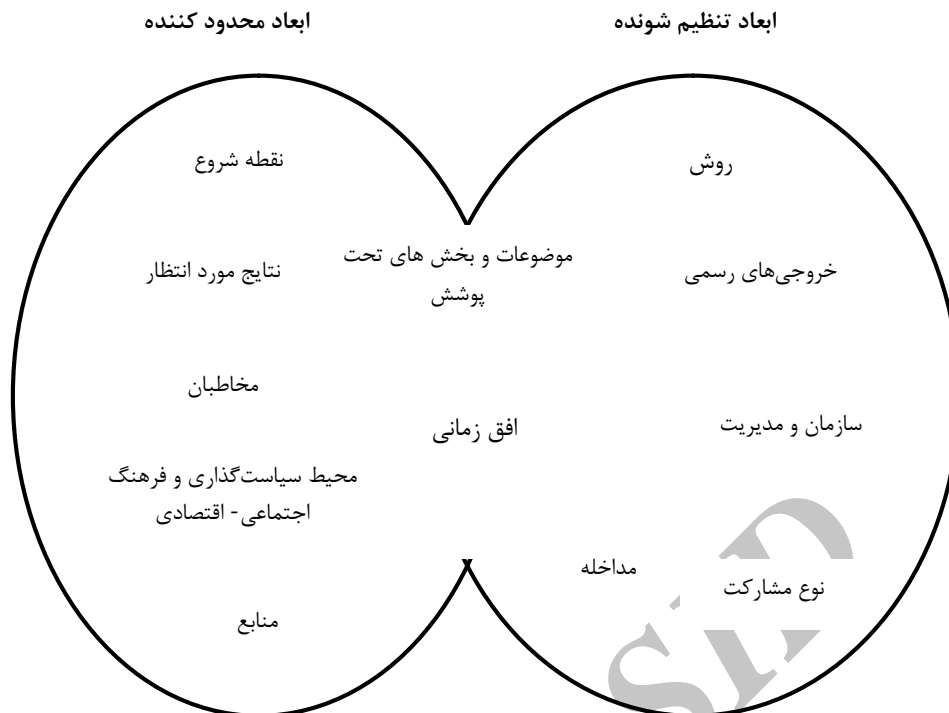 ابعاد تنظیم شونده
ابعاد محدود کننده
روش
نقطه شروع
خروجی‌های رسمی
موضوعات و بخش های تحت
پوشش
نتایج مورد انتظار
مخاطبان
سازمان و مدیریت
افق زمانی
محیط سیاست‌گذاری و فرهنگ
اجتماعی- اقتصادی
مداخله
نوع مشارکت
منابع
SID